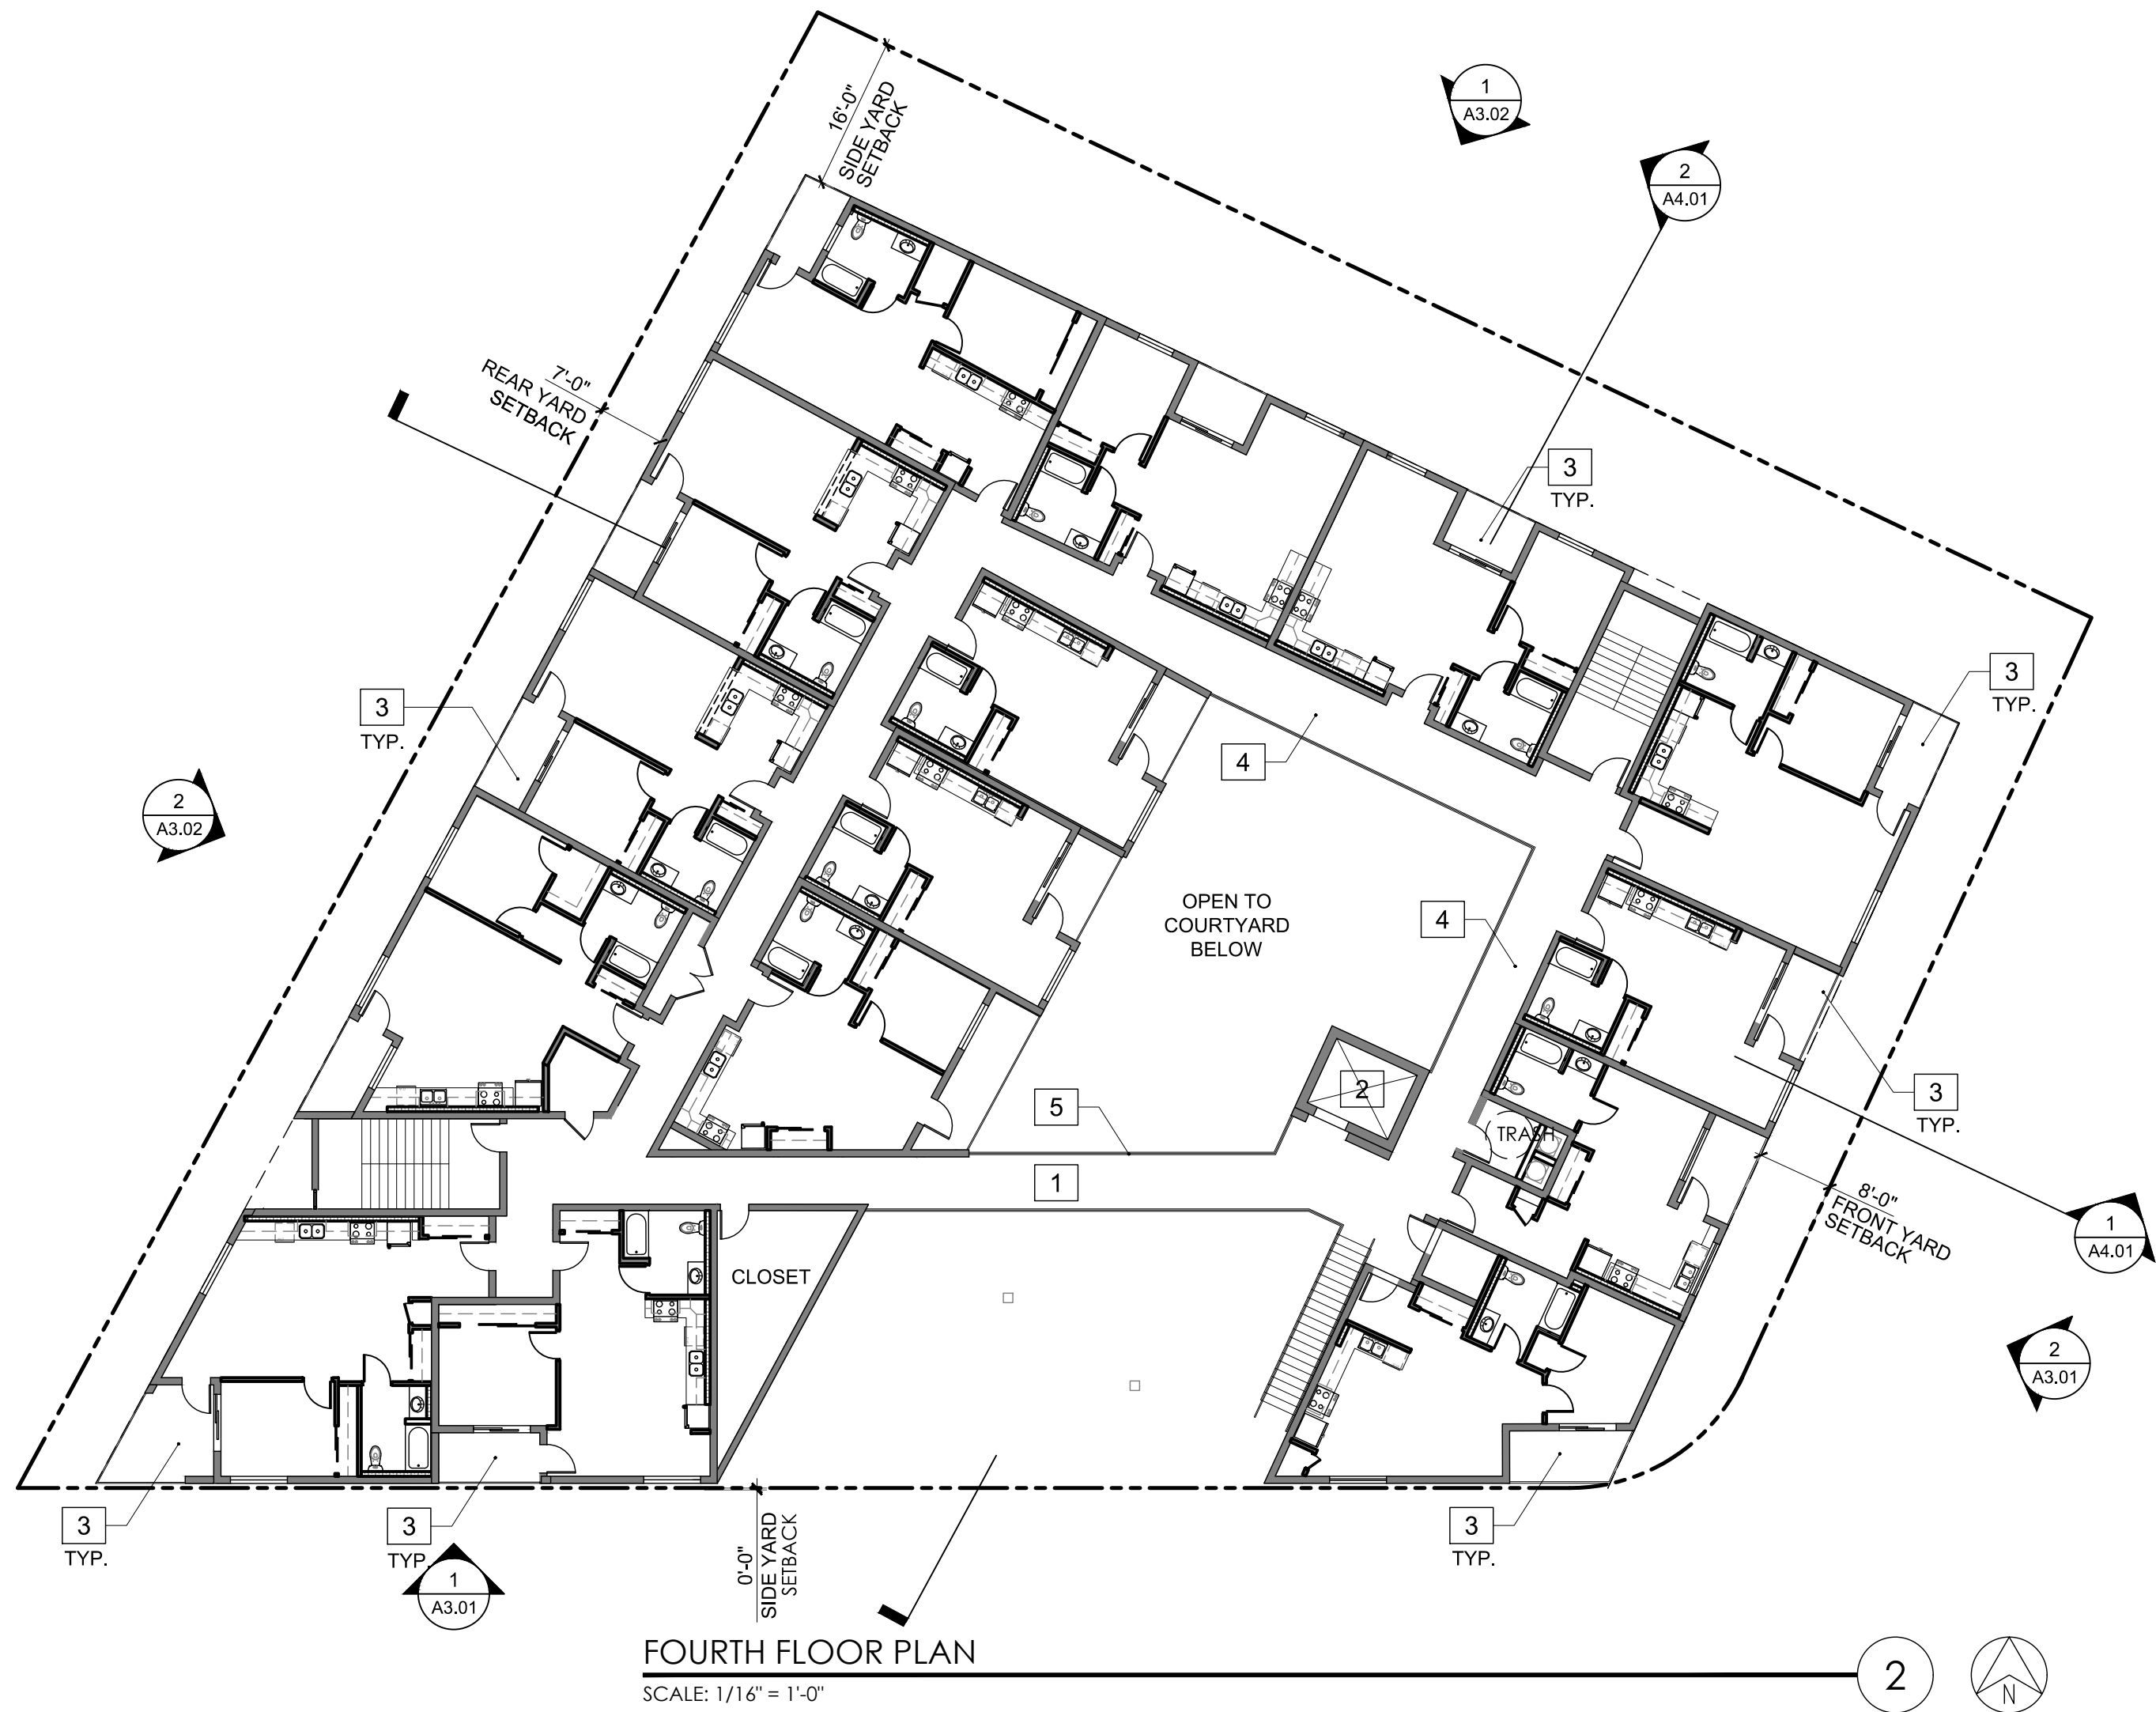 16'-0"
SIDE YARD
SETBACK
1
A3.02
2
A4.01
7'-0"
REAR YARD
SETBACK
3
TYP.
3
TYP.
3
TYP.
4
2
A3.02
OPEN TO
COURTYARD
BELOW
4
2
5
3
TYP.
TRASH
1
8'-0"
FRONT YARD
SETBACK
1
A4.01
CLOSET
2
A3.01
3
TYP.
3
TYP.
3
TYP.
0'-0"
SIDE YARD
SETBACK
1
A3.01
FOURTH FLOOR PLAN
SCALE: 1/16" = 1'-0"
2
N